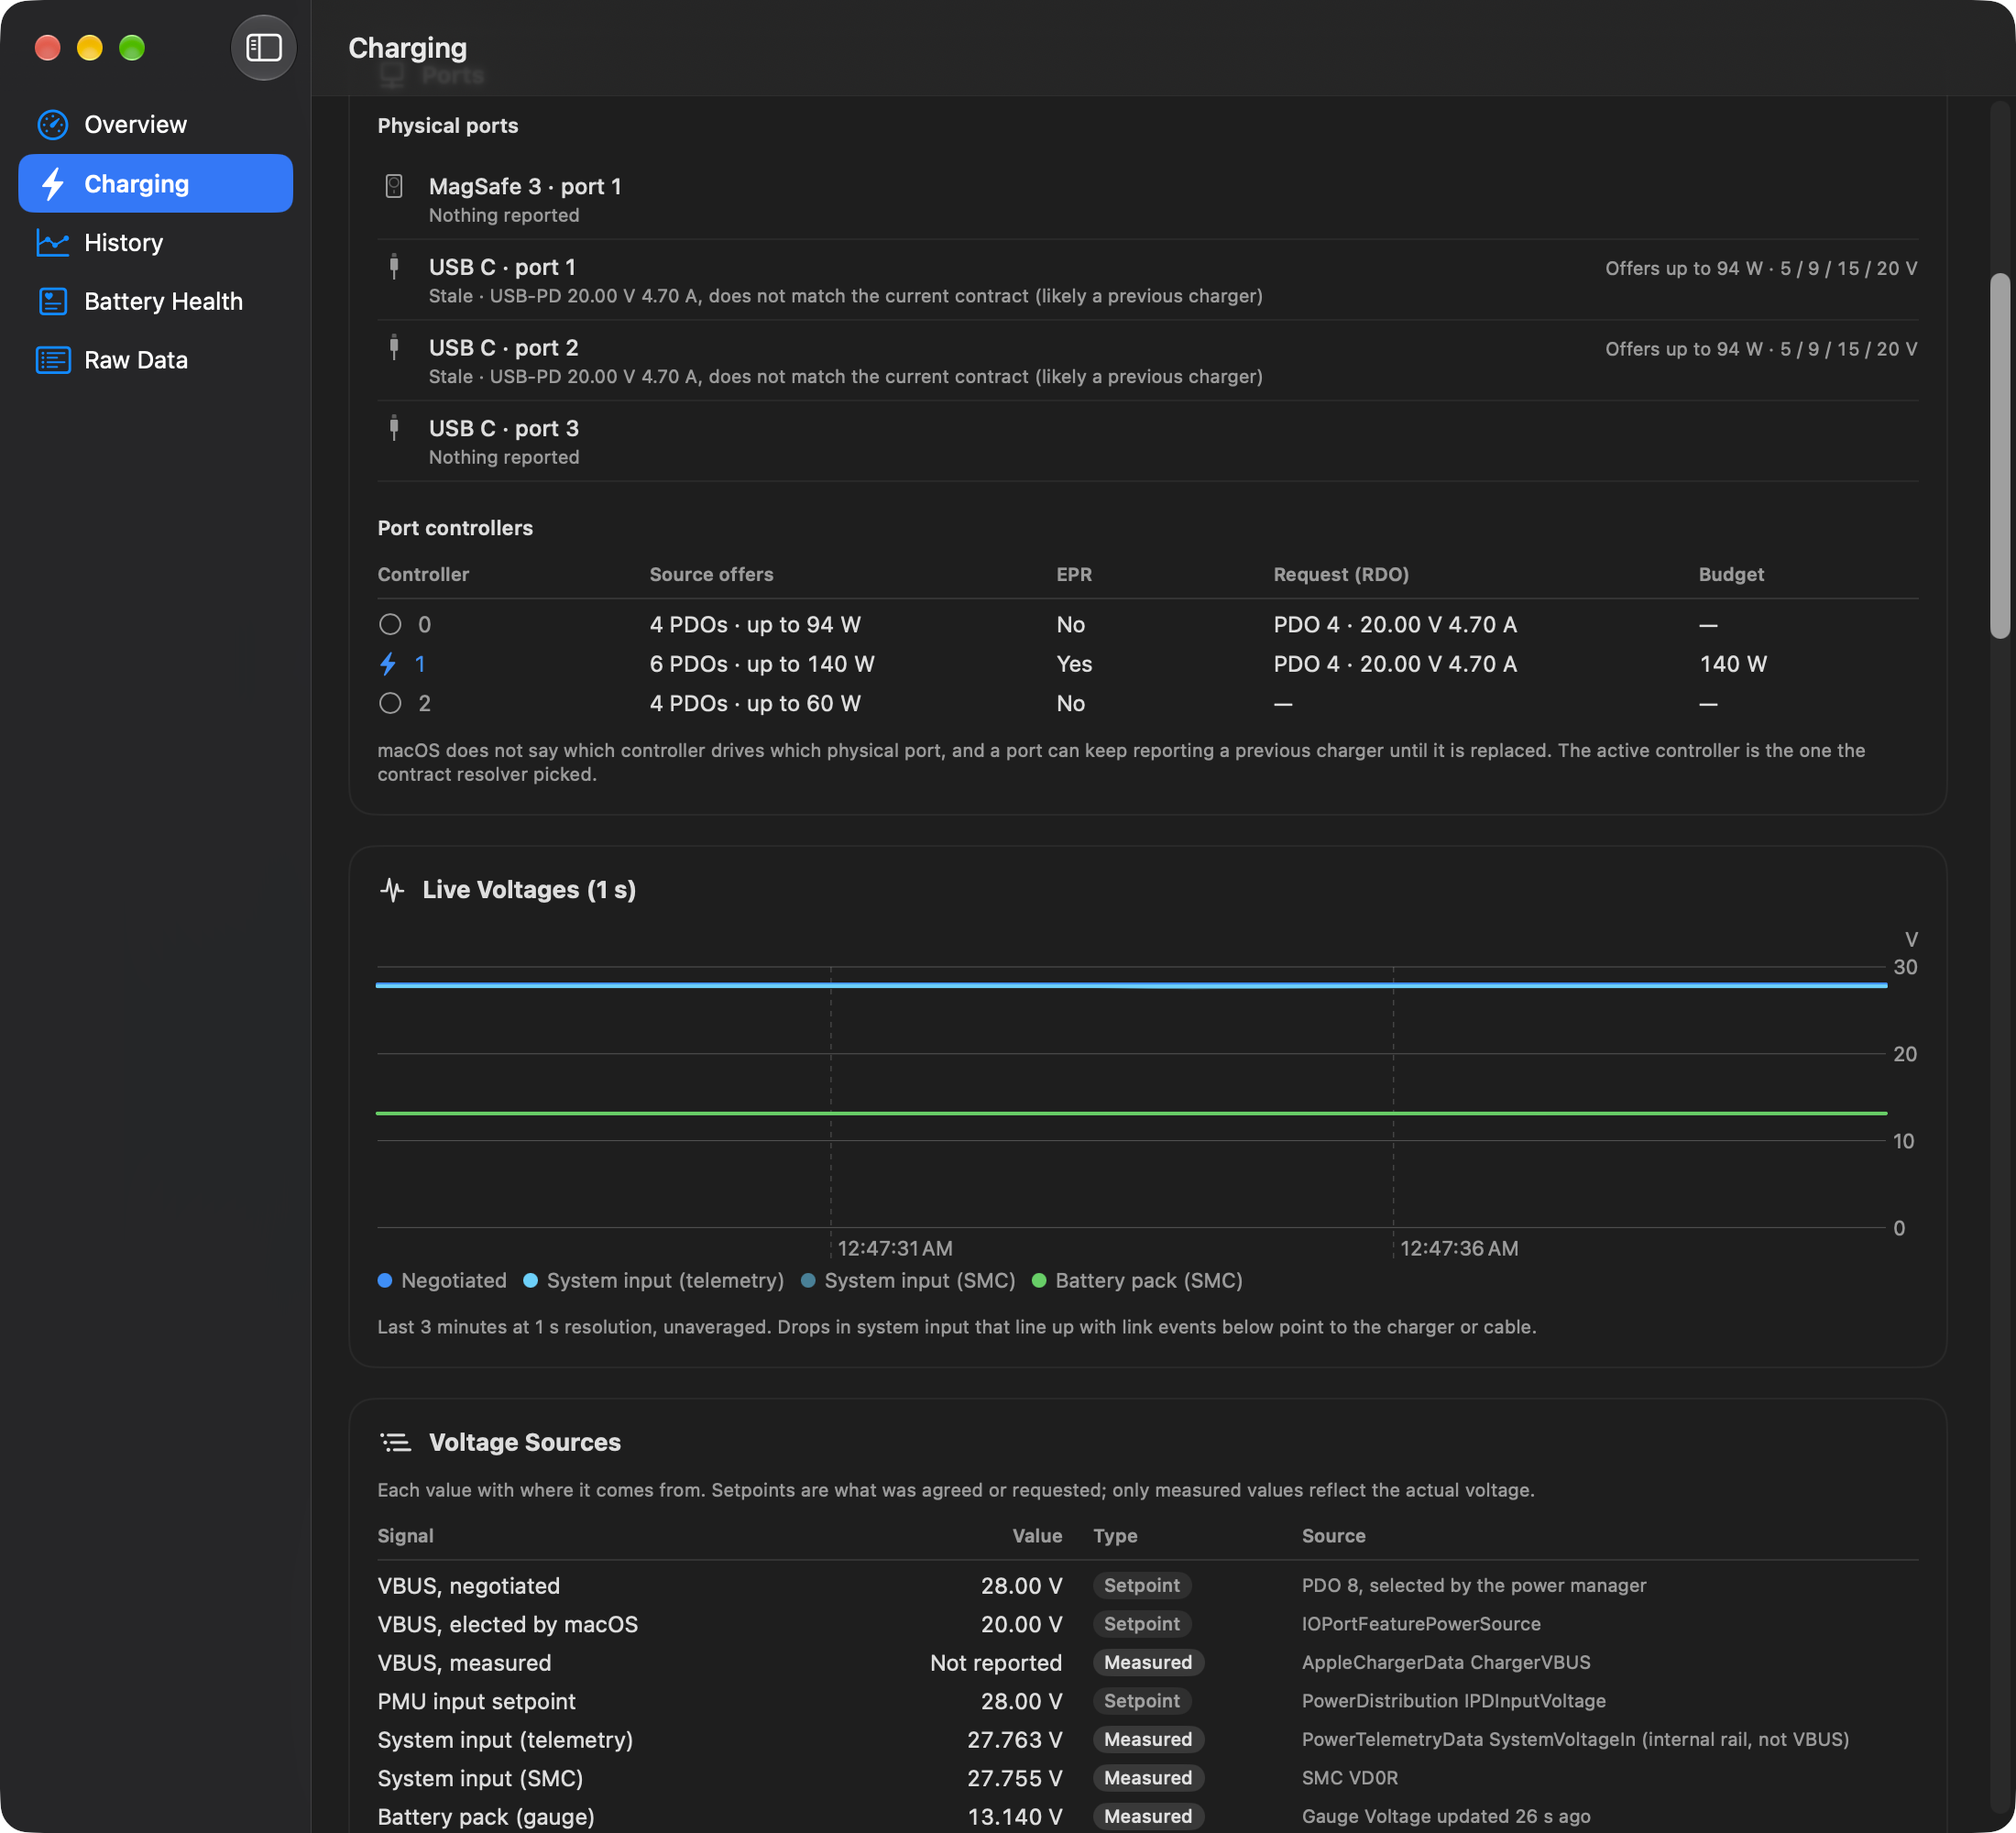 Charging
Ports
Overview
Charging
History
Battery Health
Raw Data
Physical ports
MagSafe 3 · port 1
Nothing reported
USB C · port 1
Offers up to 94 W · 5 / 9 / 15 / 20 V
Stale · USB-PD 20.00 V 4.70 A, does not match the current contract (likely a previous charger)
USB C · port 2
Offers up to 94 W · 5 / 9 / 15 / 20 V
Stale · USB-PD 20.00 V 4.70 A, does not match the current contract (likely a previous charger)
USB C · port 3
Nothing reported
Port controllers
Controller Source offers EPR Request (RDO) Budget
0 4 PDOs · up to 94 W No PDO 4 · 20.00 V 4.70 A —
1 6 PDOs · up to 140 W Yes PDO 4 · 20.00 V 4.70 A 140 W
2 4 PDOs · up to 60 W No — —
macOS does not say which controller drives which physical port, and a port can keep reporting a previous charger until it is replaced. The active controller is the one the
contract resolver picked.
Live Voltages (1 s)
V
30
20
10
0
12:47:31 AM 12:47:36 AM
Negotiated System input (telemetry) System input (SMC) Battery pack (SMC)
Last 3 minutes at 1 s resolution, unaveraged. Drops in system input that line up with link events below point to the charger or cable.
Voltage Sources
Each value with where it comes from. Setpoints are what was agreed or requested; only measured values reflect the actual voltage.
Signal Value Type Source
VBUS, negotiated 28.00 V Setpoint PDO 8, selected by the power manager
VBUS, elected by macOS 20.00 V Setpoint IOPortFeaturePowerSource
VBUS, measured Not reported Measured AppleChargerData ChargerVBUS
PMU input setpoint 28.00 V Setpoint PowerDistribution IPDInputVoltage
System input (telemetry) 27.763 V Measured PowerTelemetryData SystemVoltageIn (internal rail, not VBUS)
System input (SMC) 27.755 V Measured SMC VD0R
Battery pack (gauge) 13.140 V Measured Gauge Voltage updated 26 s ago